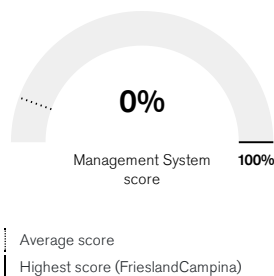 0%
Management System
score
100%
Average score
Highest score (FrieslandCampina)